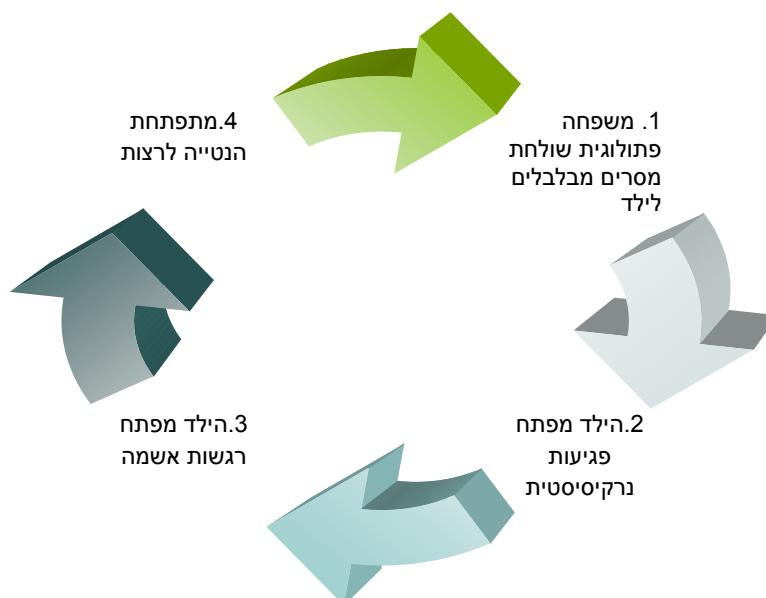 1. משפחה
פתולוגית שולחת
מסרים מבלבלים
לילד
2.הילד מפתח
פגיעות
נרקיסיסטית
3.הילד מפתח
רגשות אשמה
4.מתפתחת
הנטייה לרצות